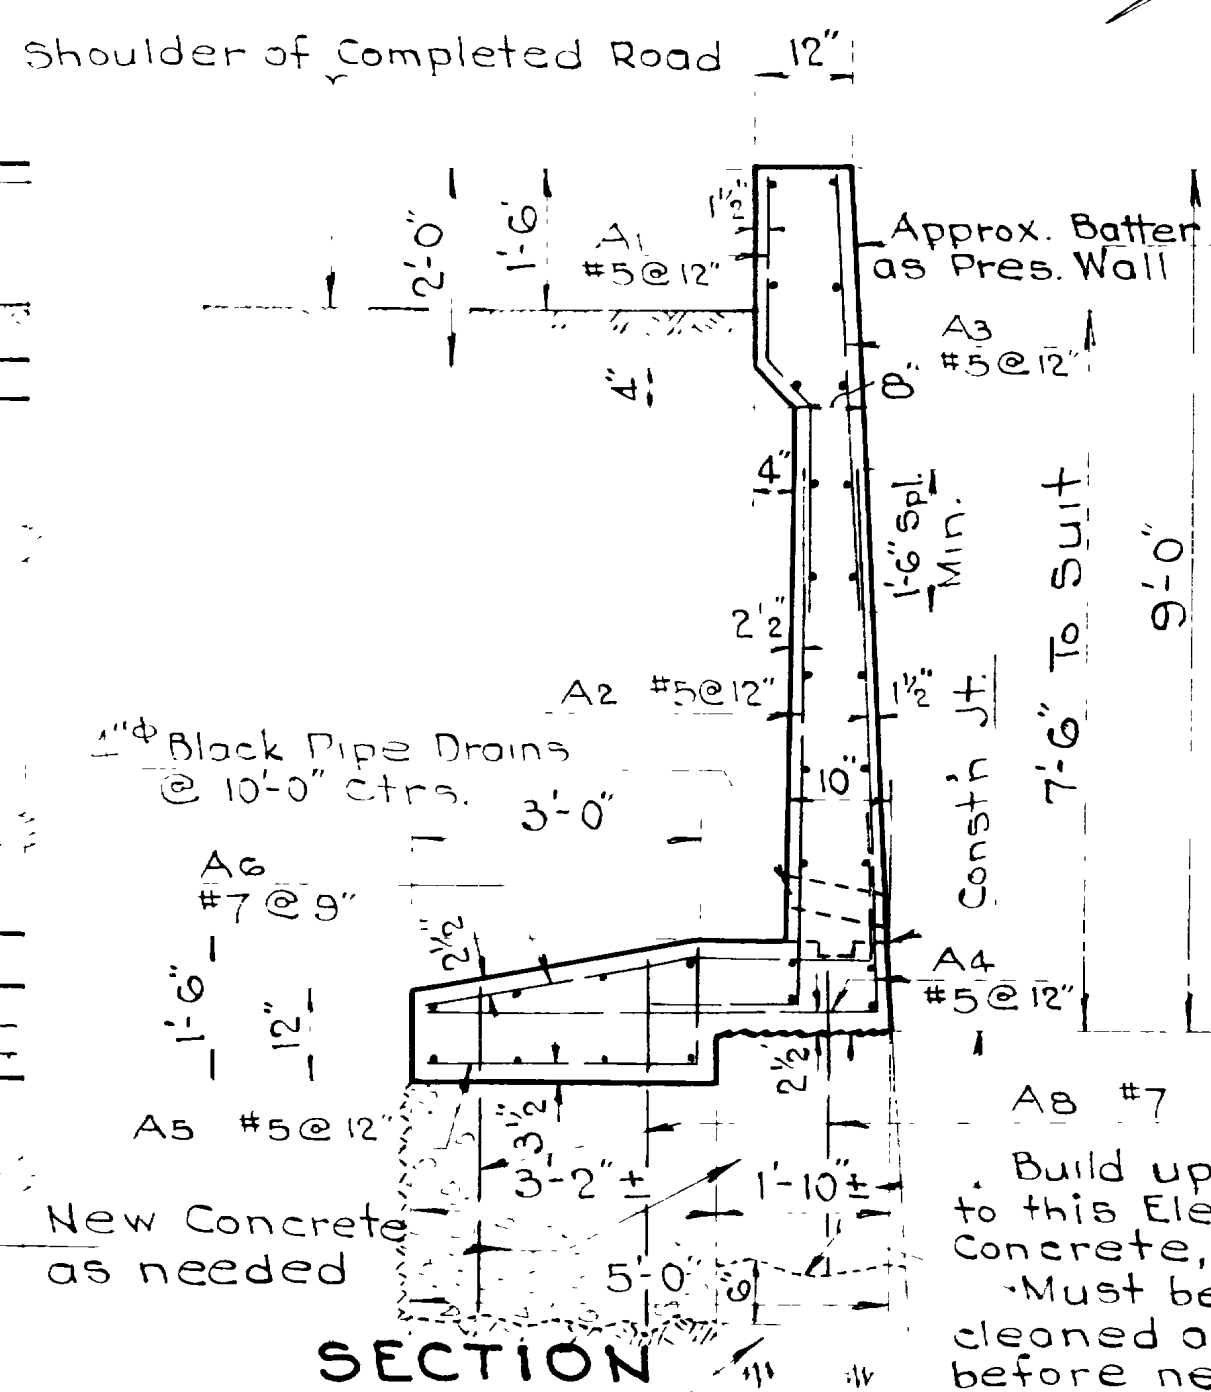 Shoulder of Completed Road
12"
2'-0"
1'-6"
1½"
A1
#5@12"
Approx. Batter
as Pres. Wall
A3
#5@12"
4"
8"
4"
1'-6" Spl.
Min.
7'-6" To Suit
9'-0"
2½"
A2 #5@12"
1½"
Const'n Jt.
1"Φ Black Pipe Drains
@ 10'-0" Ctrs.
3'-0"
10"
A6
#7@9"
2½"
1'-6"
12"
A4
#5@12"
2½
A5 #5@12"
3½
A8 #7
3'-2"±
1'-10"±
Build up
to this Ele
Concrete,
Must be
cleaned a
before ne
New Concrete
as needed
5'-0"
6"
SECTION